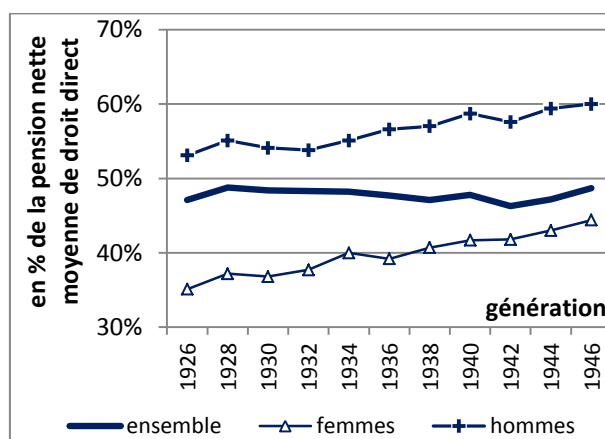 en % de la pension nette
moyenne de droit direct
70%
60%
50%
40%
30%
génération
1926
1928
1930
1932
1934
1936
1938
1940
1942
1944
1946
ensemble
femmes
hommes